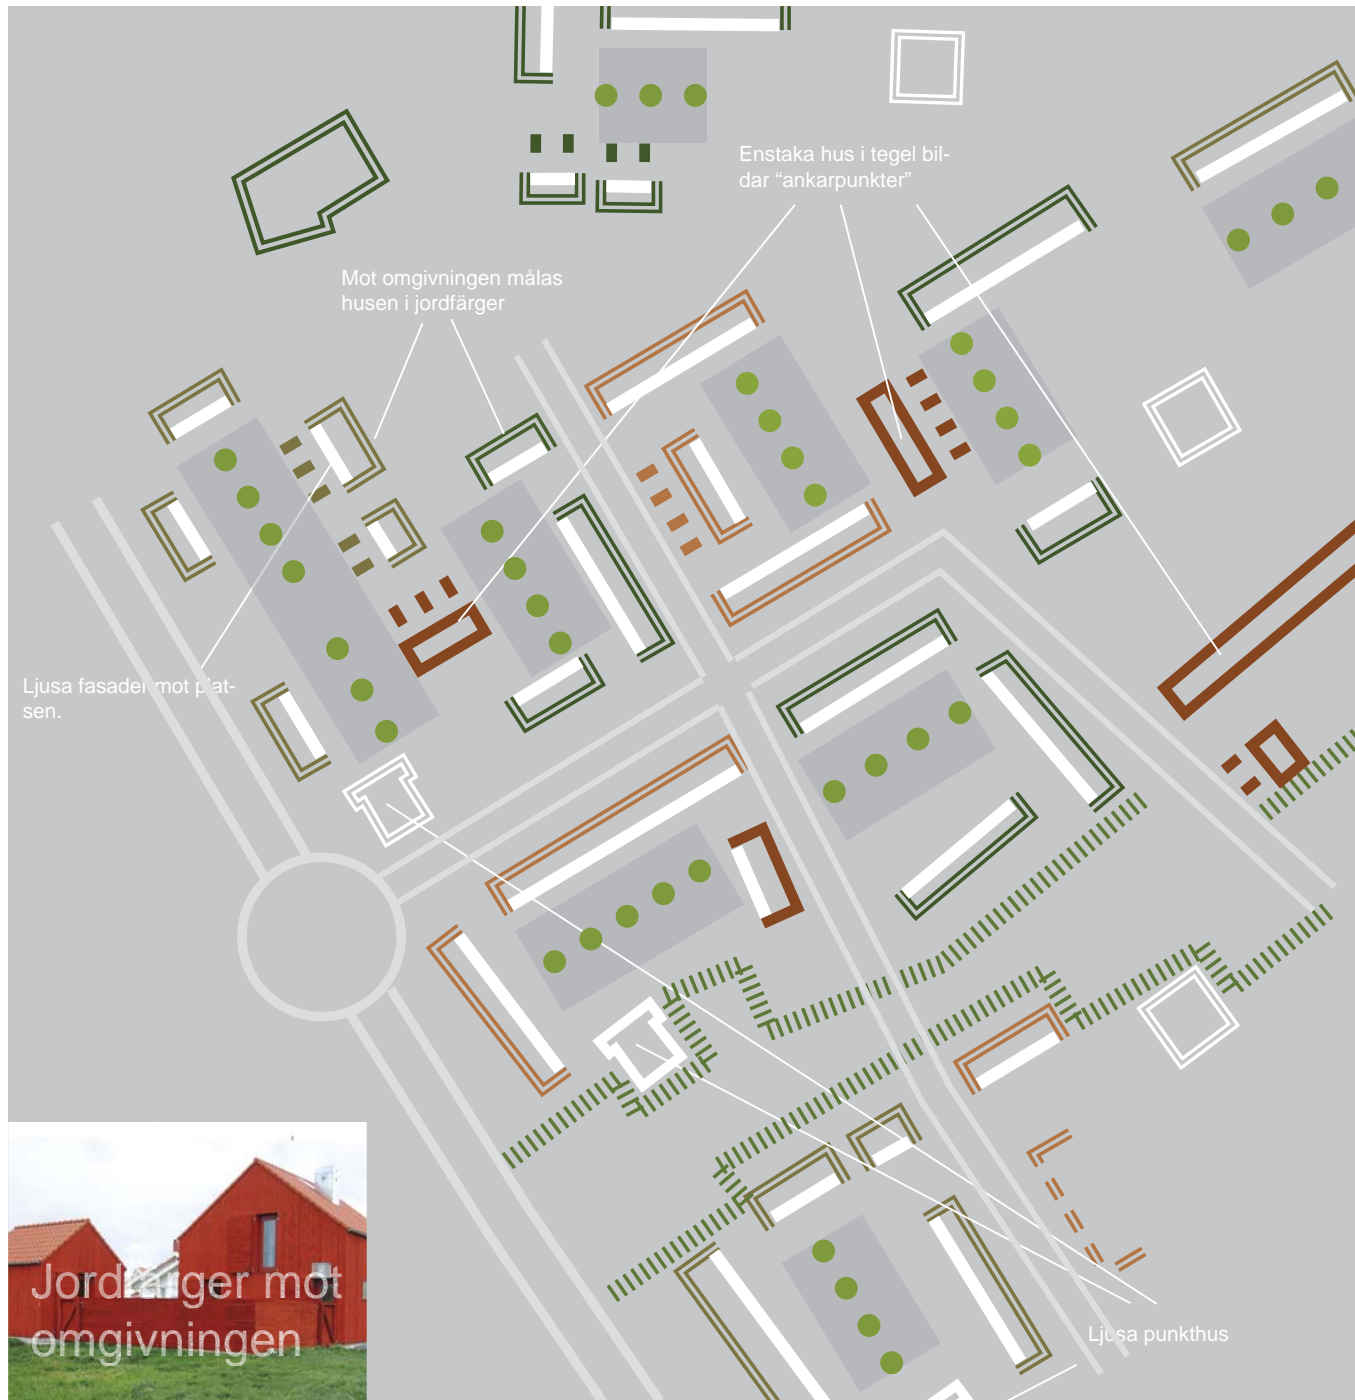 Enstaka hus i tegel bil-
dar “ankarpunkter”
Mot omgivningen målas
husen i jordfärger
Ljusa fasader mot plat-
sen.
Ljusa punkthus
Jordfärger mot
omgivningen